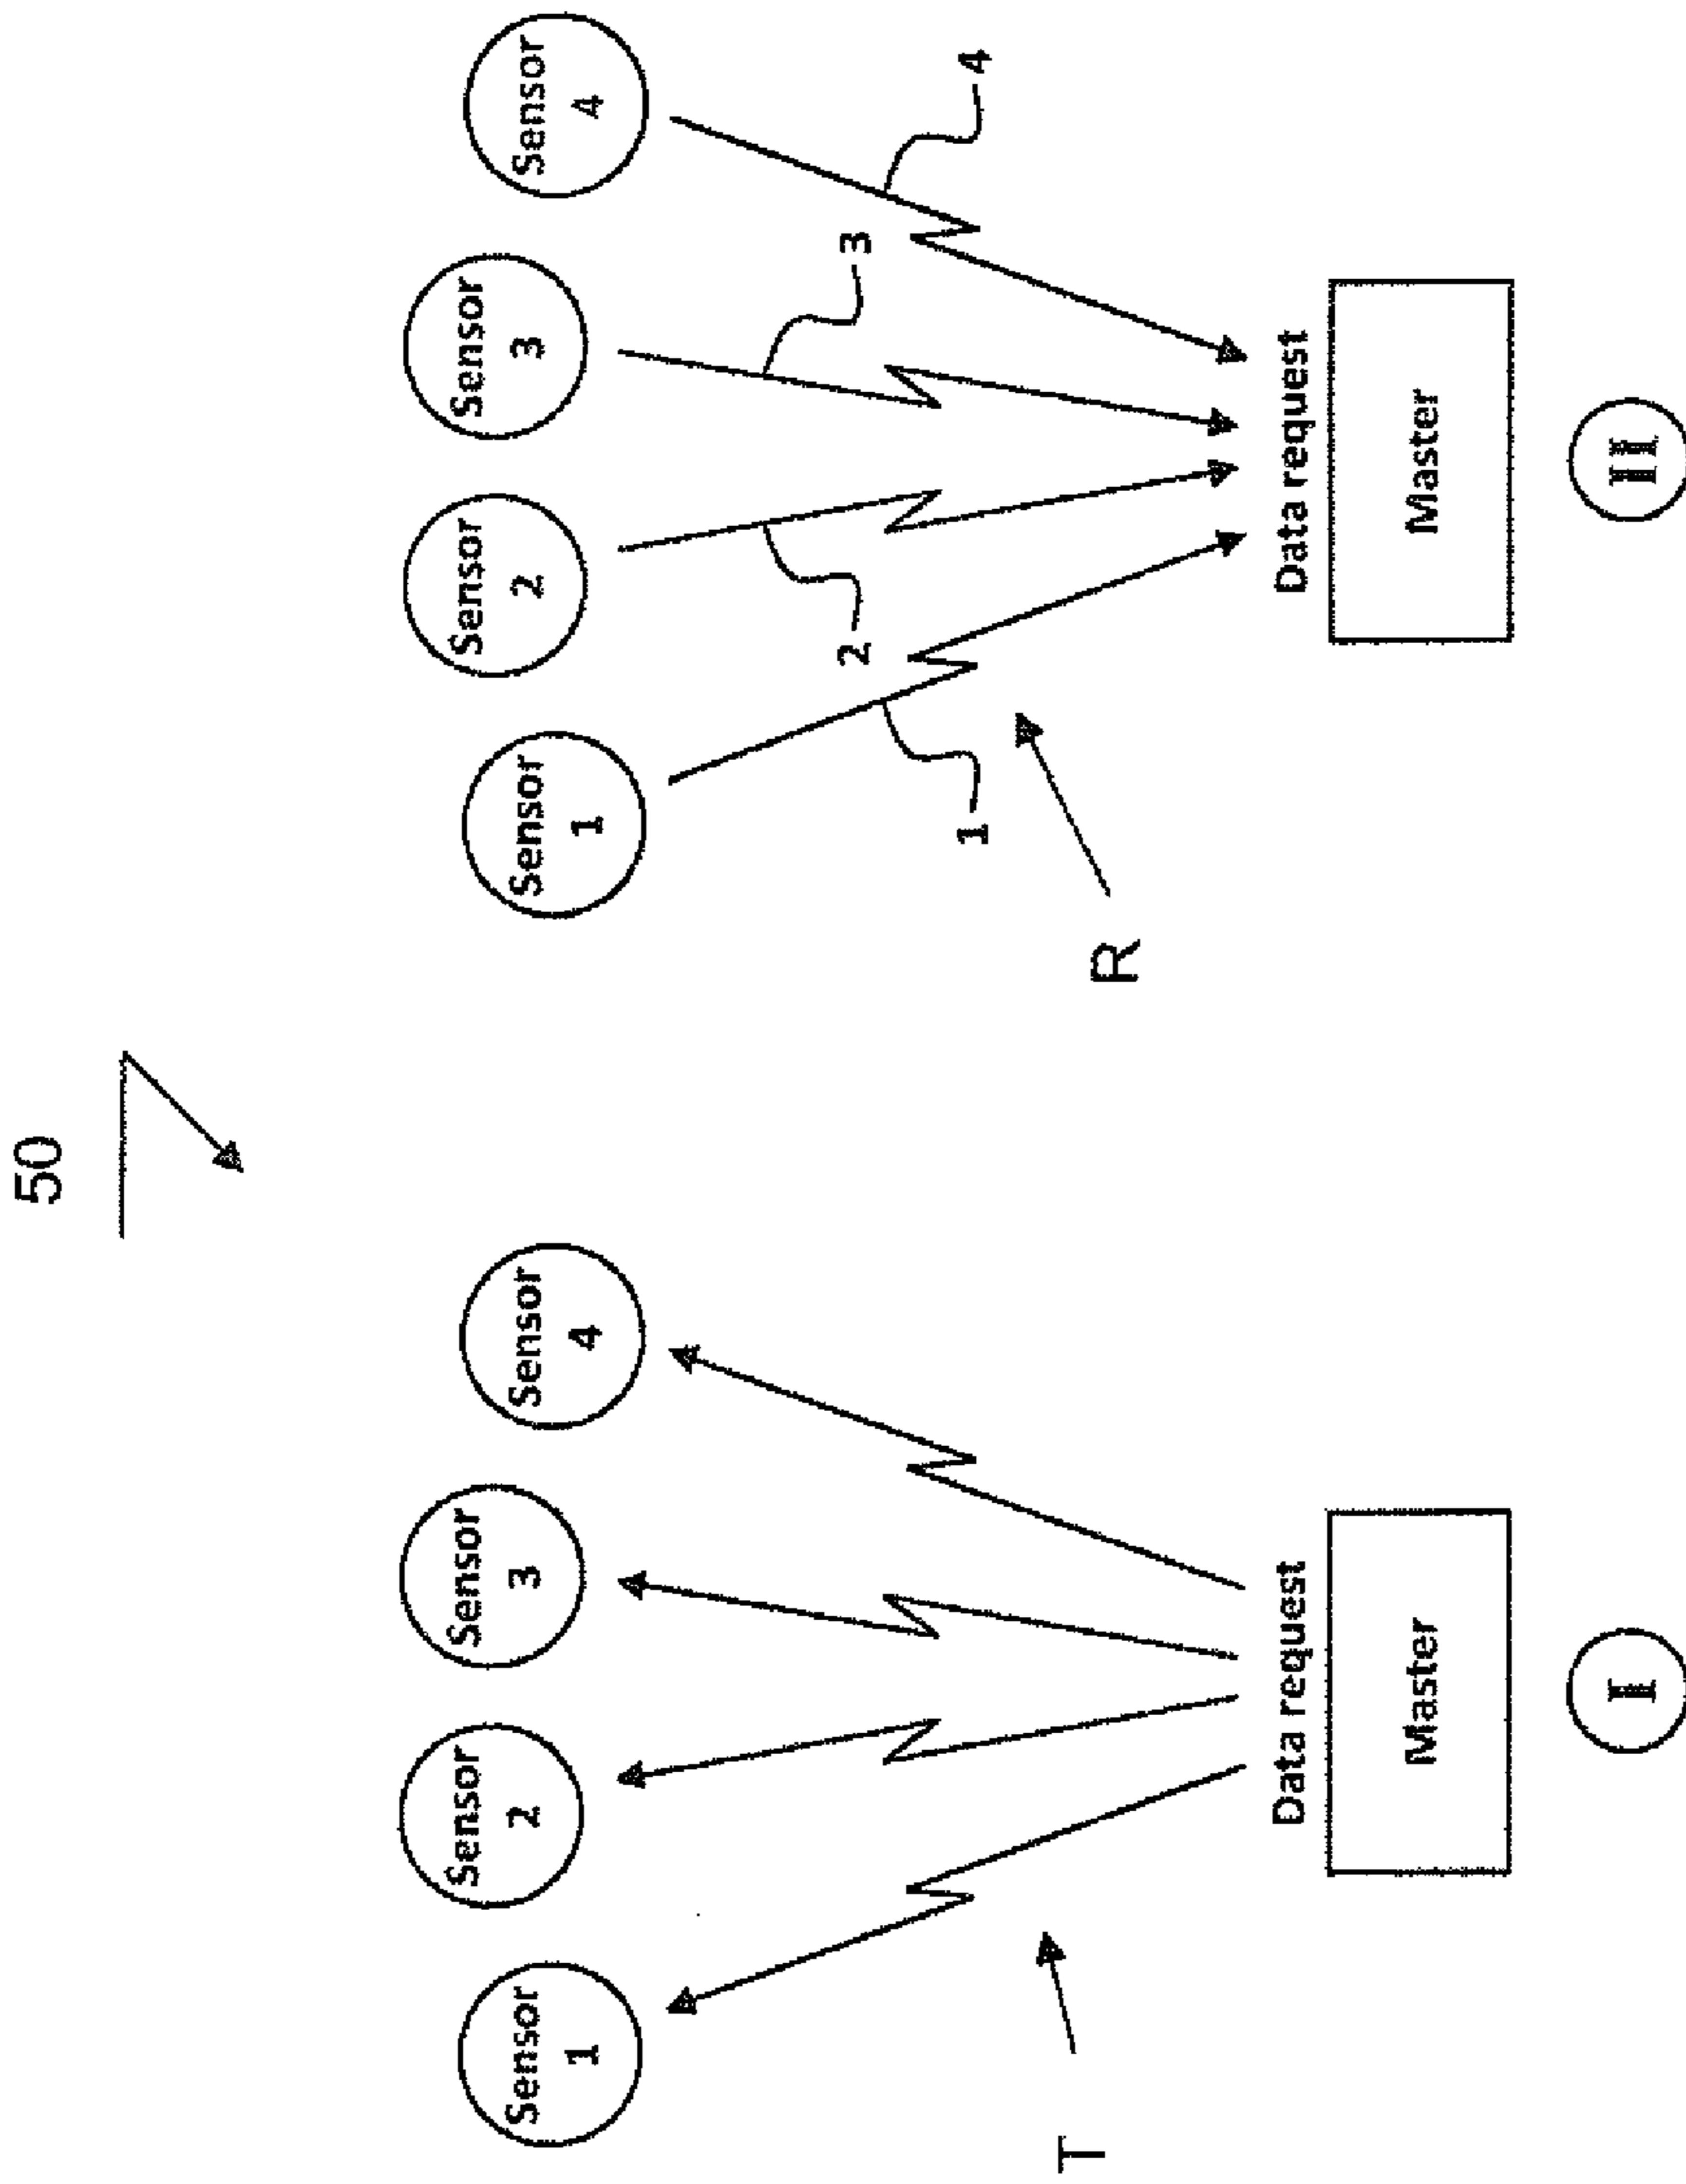 50
Sensor
1
Sensor
2
Sensor
3
Sensor
4
T
Data request
Master
I
Sensor
1
Sensor
2
Sensor
3
Sensor
4
1
2
3
4
R
Data request
Master
II